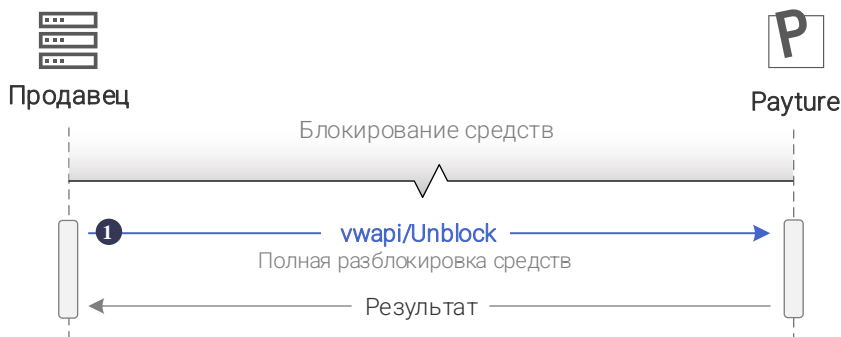 P
Продавец
Payture
Блокирование средств
1
vwapi/Unblock
Полная разблокировка средств
Результат